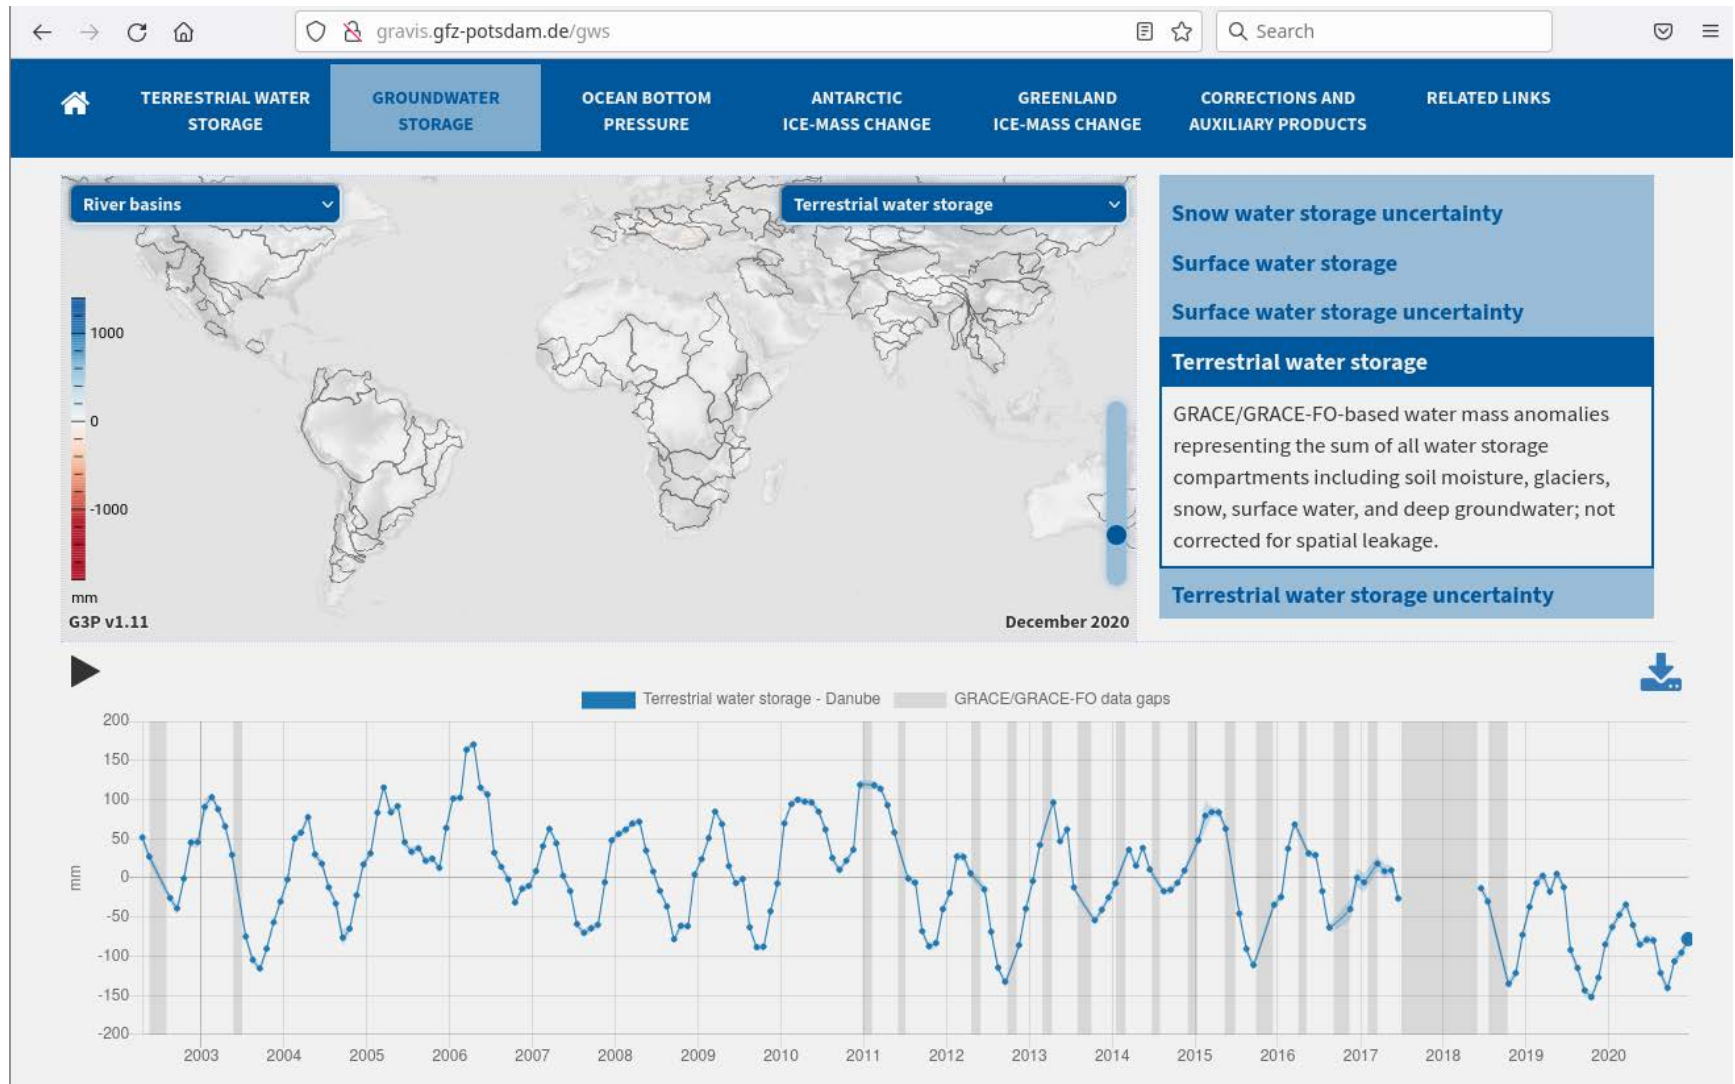 gravis.gfz-potsdam.de/gws
Search
TERRESTRIAL WATER
STORAGE
GROUNDWATER
STORAGE
OCEAN BOTTOM
PRESSURE
ANTARCTIC
ICE-MASS CHANGE
GREENLAND
ICE-MASS CHANGE
CORRECTIONS AND
AUXILIARY PRODUCTS
RELATED LINKS
River basins
Terrestrial water storage
1000
0
-1000
mm
G3P v1.11
December 2020
Snow water storage uncertainty
Surface water storage
Surface water storage uncertainty
Terrestrial water storage
GRACE/GRACE-FO-based water mass anomalies
representing the sum of all water storage
compartments including soil moisture, glaciers,
snow, surface water, and deep groundwater; not
corrected for spatial leakage.
Terrestrial water storage uncertainty
Terrestrial water storage - Danube
GRACE/GRACE-FO data gaps
200
150
100
50
0
-50
-100
-150
-200
mm
2003 2004 2005 2006 2007 2008 2009 2010 2011 2012 2013 2014 2015 2016 2017 2018 2019 2020